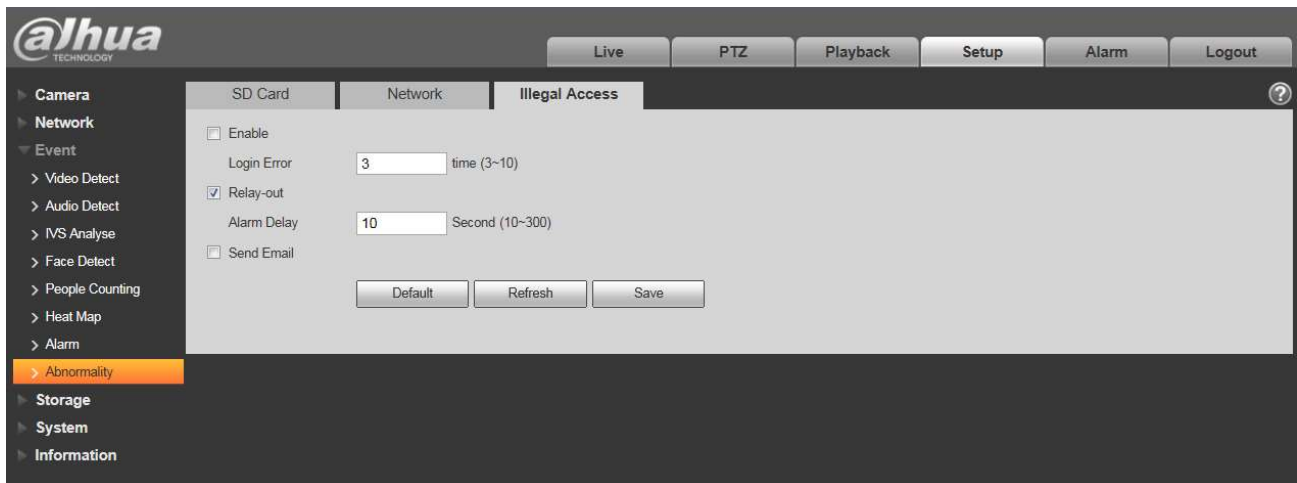 alhua
TECHNOLOGY
Live PTZ Playback Setup Alarm Logout
Camera
Network
Event
> Video Detect
> Audio Detect
> IVS Analyse
> Face Detect
> People Counting
> Heat Map
> Alarm
> Abnormality
Storage
System
Information
SD Card Network Illegal Access
?
Enable
Login Error 3 time (3~10)
Relay-out
Alarm Delay 10 Second (10~300)
Send Email
Default Refresh Save